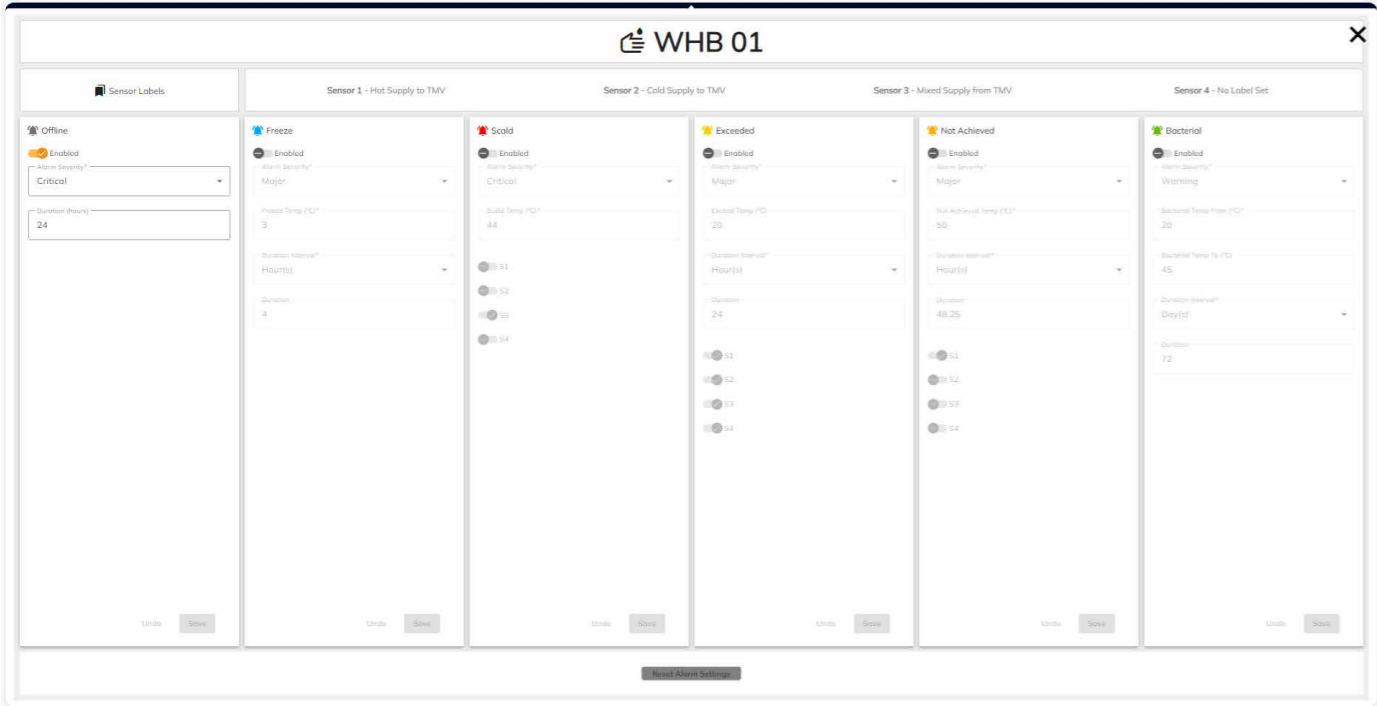 WHB 01
Sensor Labels
Sensor 1 - Hot Supply to TMV
Sensor 2 - Cold Supply to TMV
Sensor 3 - Mixed Supply from TMV
Sensor 4 - No Label Set
Offline
Enabled
Alarm Severity*
Critical
Duration (hours)
24
Undo
Save
Freeze
Enabled
Alarm Severity*
Major
Freeze Temp (°C)*
3
Duration Interval*
Hour(s)
Duration
4
Undo
Save
Scald
Enabled
Alarm Severity*
Critical
Scald Temp (°C)*
44
S1
S2
S3
S4
Undo
Save
Exceeded
Enabled
Alarm Severity*
Major
Exceed Temp (°C)
20
Duration Interval*
Hour(s)
Duration
24
S1
S2
S3
S4
Undo
Save
Not Achieved
Enabled
Alarm Severity*
Major
Not Achieved Temp (°C)*
50
Duration Interval*
Hour(s)
Duration
48.25
S1
S2
S3
S4
Undo
Save
Bacterial
Enabled
Alarm Severity*
Warning
Bacterial Temp From (°C)*
20
Bacterial Temp To (°C)
45
Duration Interval*
Day(s)
Duration
72
Undo
Save
Reset Alarm Settings